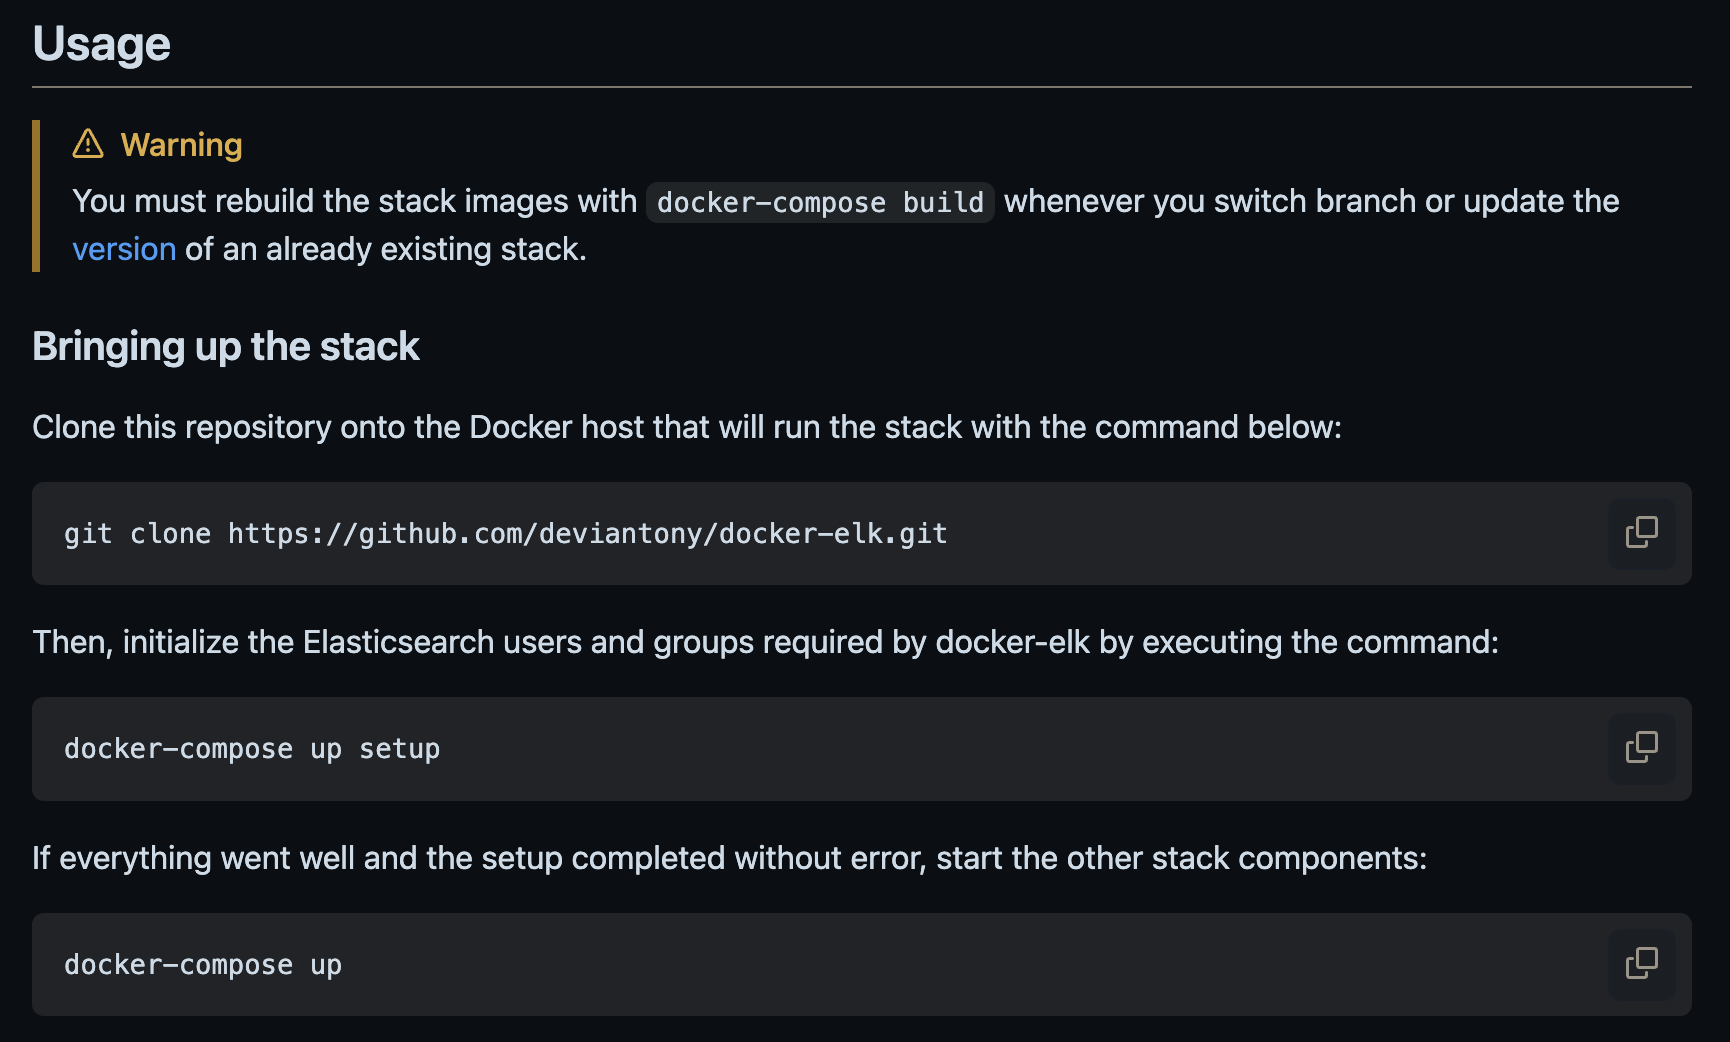 Usage
Warning
You must rebuild the stack images with docker-compose build whenever you switch branch or update the
version of an already existing stack.
Bringing up the stack
Clone this repository onto the Docker host that will run the stack with the command below:
git clone https://github.com/deviantony/docker-elk.git
Then, initialize the Elasticsearch users and groups required by docker-elk by executing the command:
docker-compose up setup
If everything went well and the setup completed without error, start the other stack components:
docker-compose up